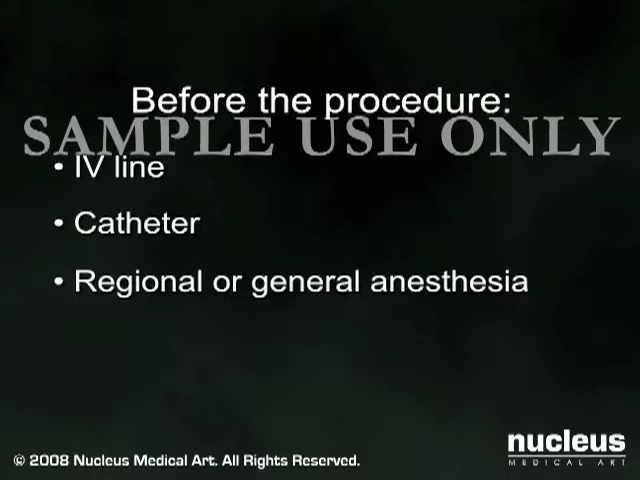 Before the procedure:
SAMPLE USE ONLY
• IV line
• Catheter
• Regional or general anesthesia
nucleus
MEDICAL ART
© 2008 Nucleus Medical Art. All Rights Reserved.